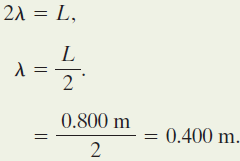 2λ = L,
λ = L/2.
= 0.800 m/2 = 0.400 m.